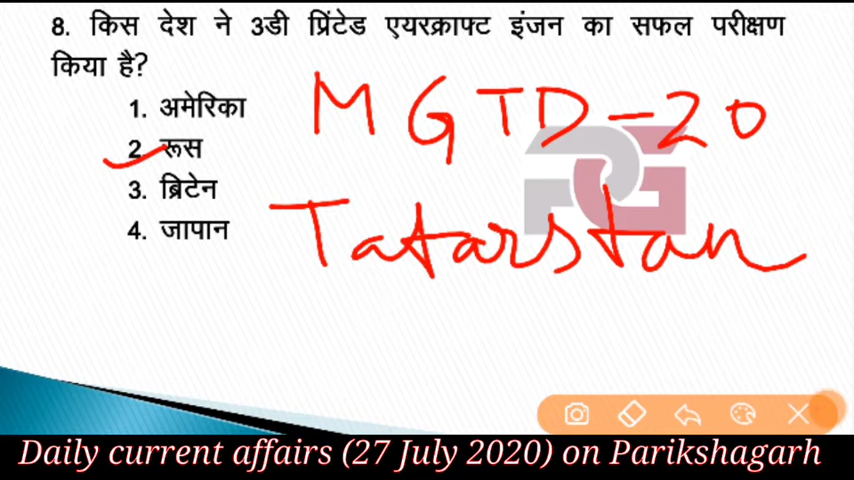 8. किस देश ने 3डी प्रिंटेड एयरक्राफ्ट इंजन का सफल परीक्षण
किया है?
1. अमेरिका
2. रूस
3. ब्रिटेन
4. जापान
MGTD-20
Tatarstan
PG
Daily current affairs (27 July 2020) on Parikshagarh